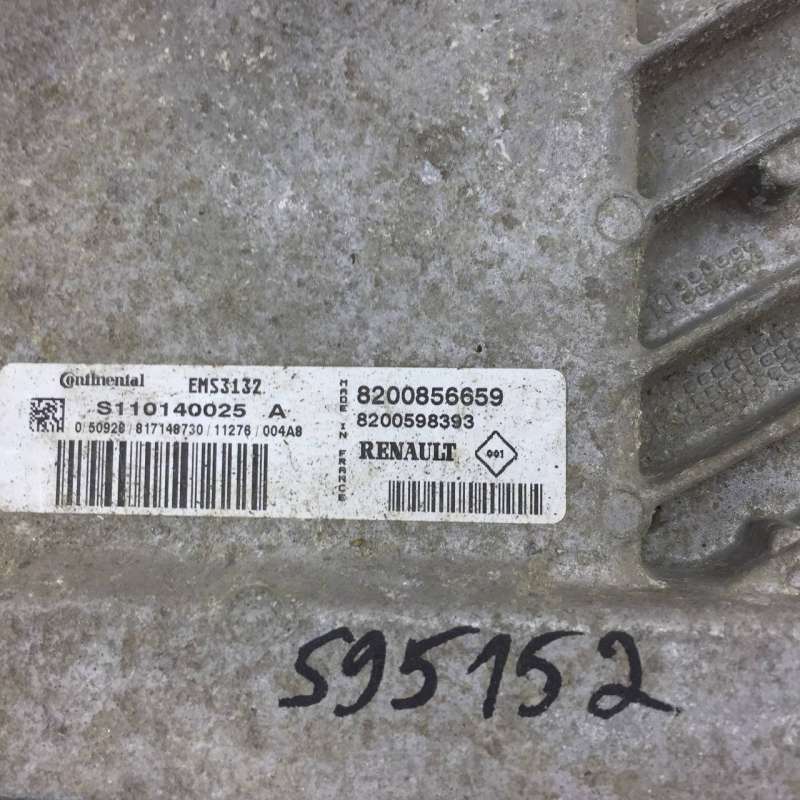 Continental EMS3132
S110140025 A
0 50928 / 817148730 / 11276 / 004A8
MADE IN FRANCE
8200856659
8200598393
RENAULT 001
595152